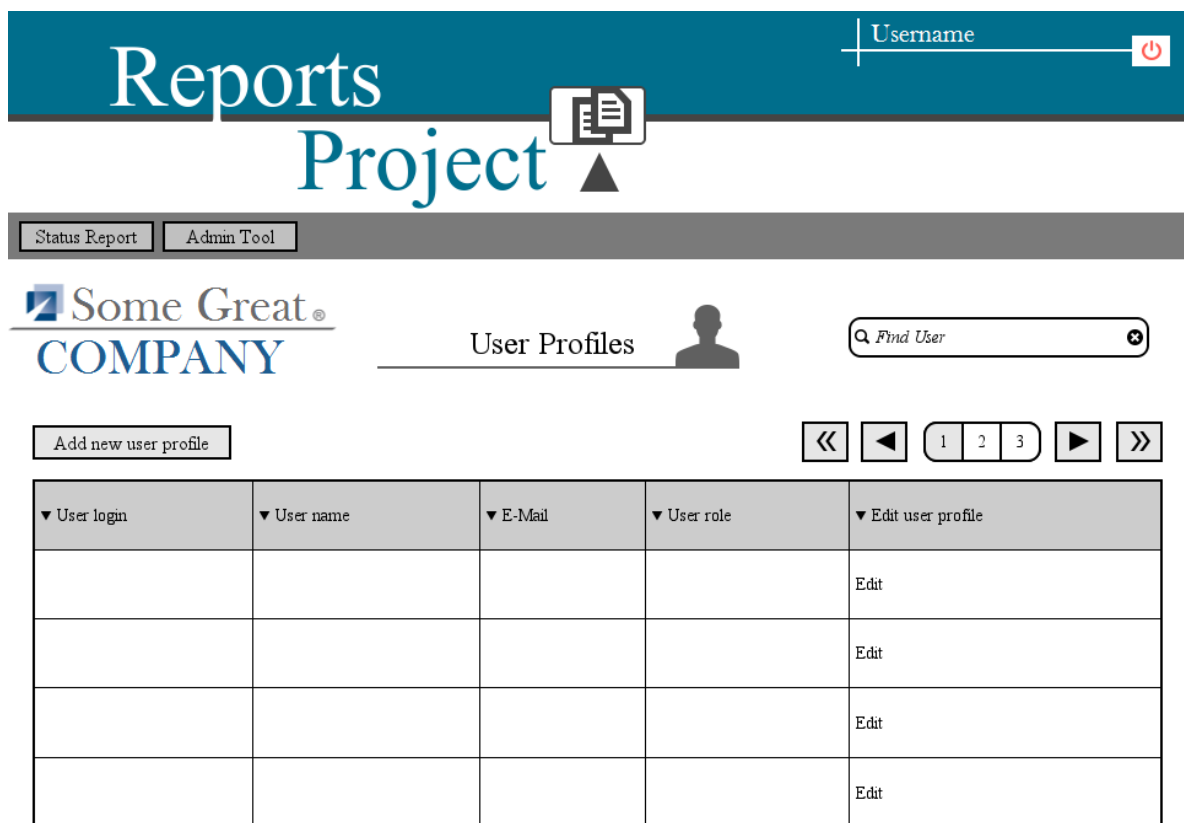 Username
Reports
Project
Status Report Admin Tool
Some Great ®
COMPANY
User Profiles
Find User
Add new user profile
1 2 3
User login User name E-Mail User role Edit user profile
Edit
Edit
Edit
Edit